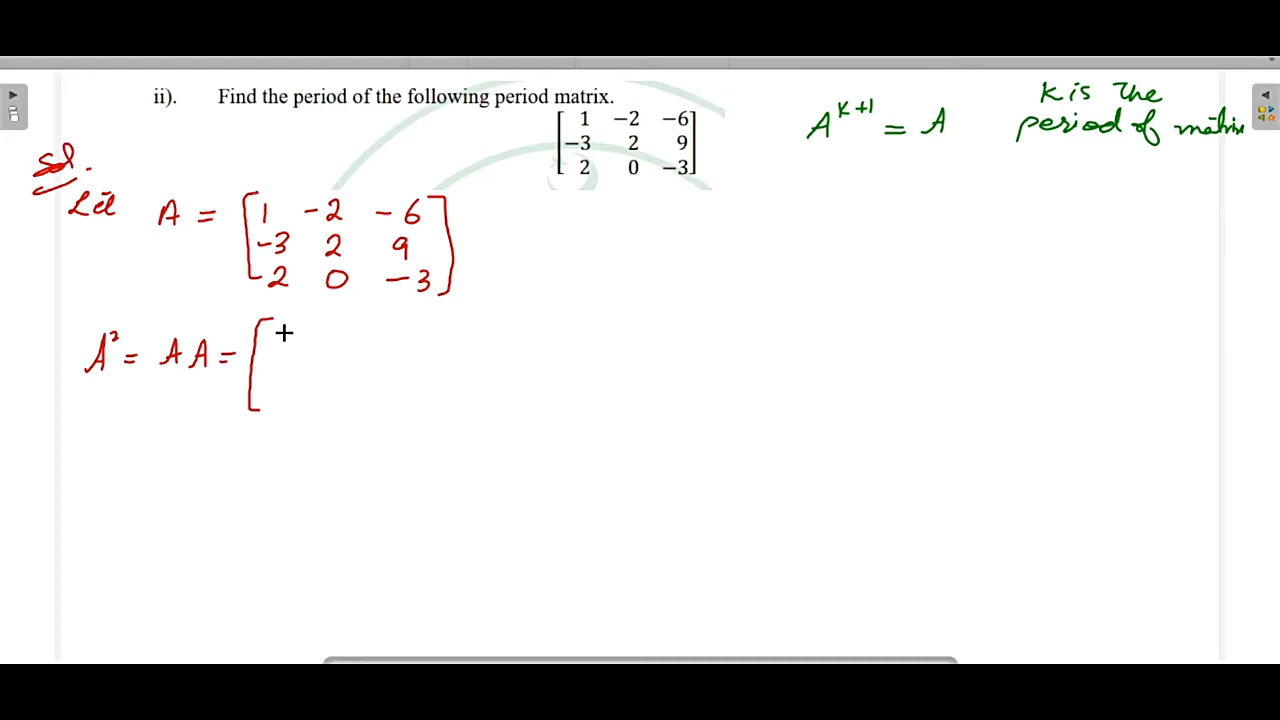 ii). Find the period of the following period matrix.
[ 1 −2 −6 ]
[ −3 2 9 ]
[ 2 0 −3 ]
A^{k+1} = A
K is the
period of matrix
Sol.
Let A = [ 1 -2 -6 ]
[ -3 2 9 ]
[ 2 0 -3 ]
A² = A A = [